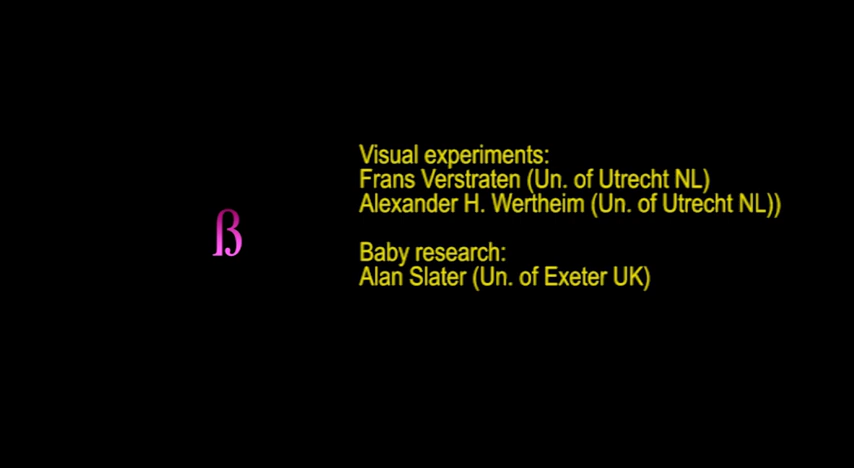 Visual experiments:
Frans Verstraten (Un. of Utrecht NL)
Alexander H. Wertheim (Un. of Utrecht NL))
ß
Baby research:
Alan Slater (Un. of Exeter UK)